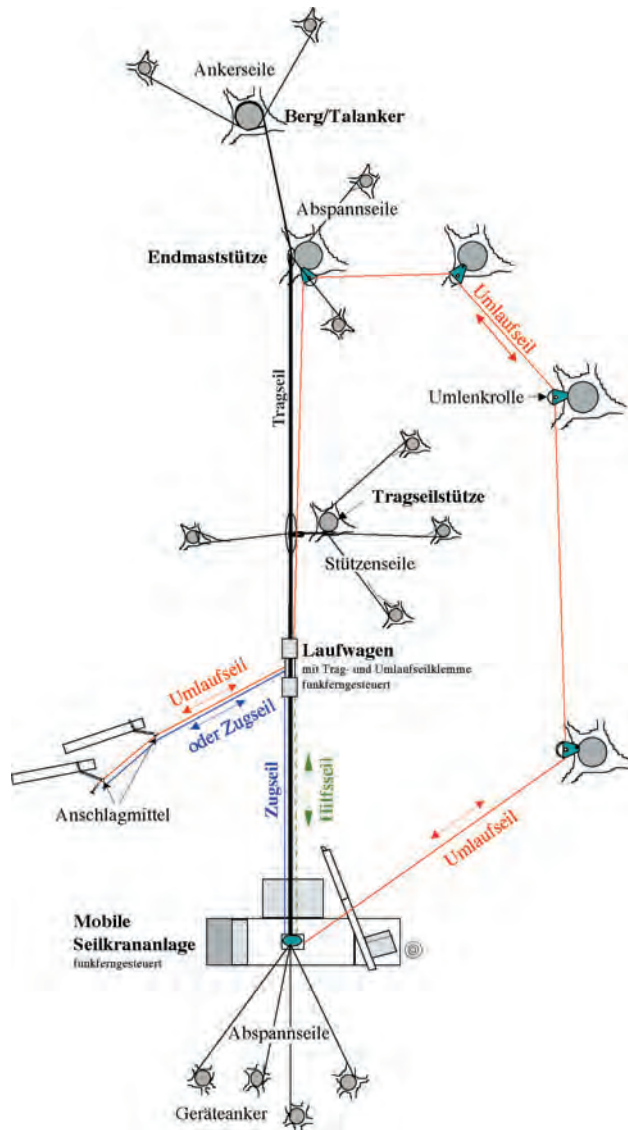 Ankerseile
Berg/Talanker
Abspannseile
Endmaststütze
Umlaufseil
Umlenkrolle
Tragseil
Tragseilstütze
Stützenseile
Laufwagen
mit Trag- und Umlaufseilklemme
funkferngesteuert
Umlaufseil
oder Zugseil
Anschlagmittel
Zugseil
Hilfsseil
Umlaufseil
Mobile
Seilkrananlage
funkferngesteuert
Abspannseile
Geräteanker